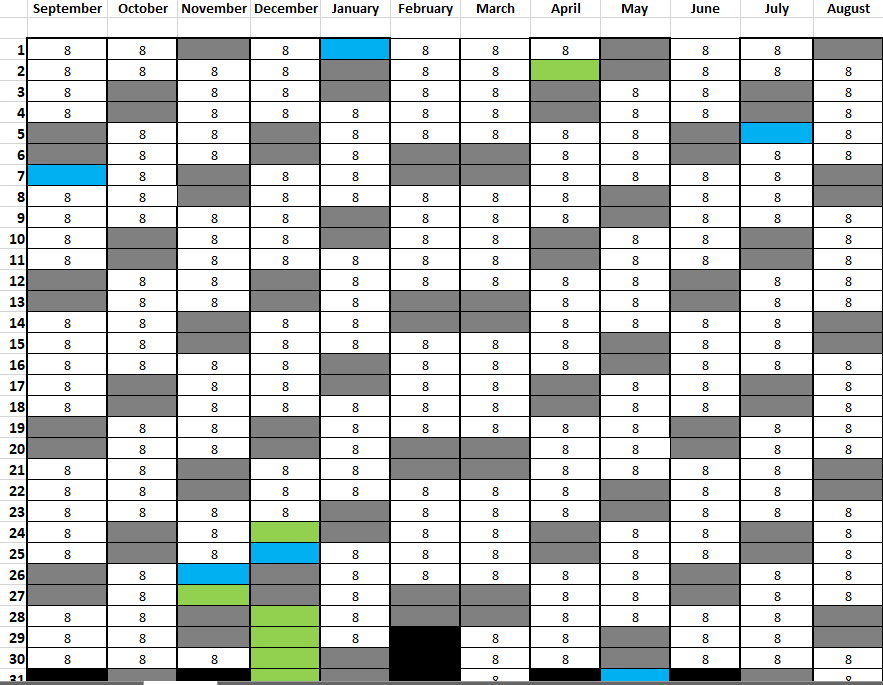 September October November December January February March April May June July August
1 8 8 8 8 8 8 8 8
2 8 8 8 8 8 8 8 8 8
3 8 8 8 8 8 8 8 8
4 8 8 8 8 8 8 8 8 8
5 8 8 8 8 8 8 8 8
6 8 8 8 8 8 8 8
7 8 8 8 8 8 8 8
8 8 8 8 8 8 8 8 8 8
9 8 8 8 8 8 8 8 8 8 8
10 8 8 8 8 8 8 8 8
11 8 8 8 8 8 8 8 8 8
12 8 8 8 8 8 8 8 8 8
13 8 8 8 8 8 8 8
14 8 8 8 8 8 8 8 8
15 8 8 8 8 8 8 8 8 8
16 8 8 8 8 8 8 8 8 8 8
17 8 8 8 8 8 8 8 8
18 8 8 8 8 8 8 8 8 8
19 8 8 8 8 8 8 8 8 8
20 8 8 8 8 8 8 8
21 8 8 8 8 8 8 8 8
22 8 8 8 8 8 8 8 8 8
23 8 8 8 8 8 8 8 8 8 8
24 8 8 8 8 8 8 8
25 8 8 8 8 8 8 8 8
26 8 8 8 8 8 8 8 8
27 8 8 8 8 8 8
28 8 8 8 8 8 8 8
29 8 8 8 8 8 8 8
30 8 8 8 8 8 8 8 8
31 8 8